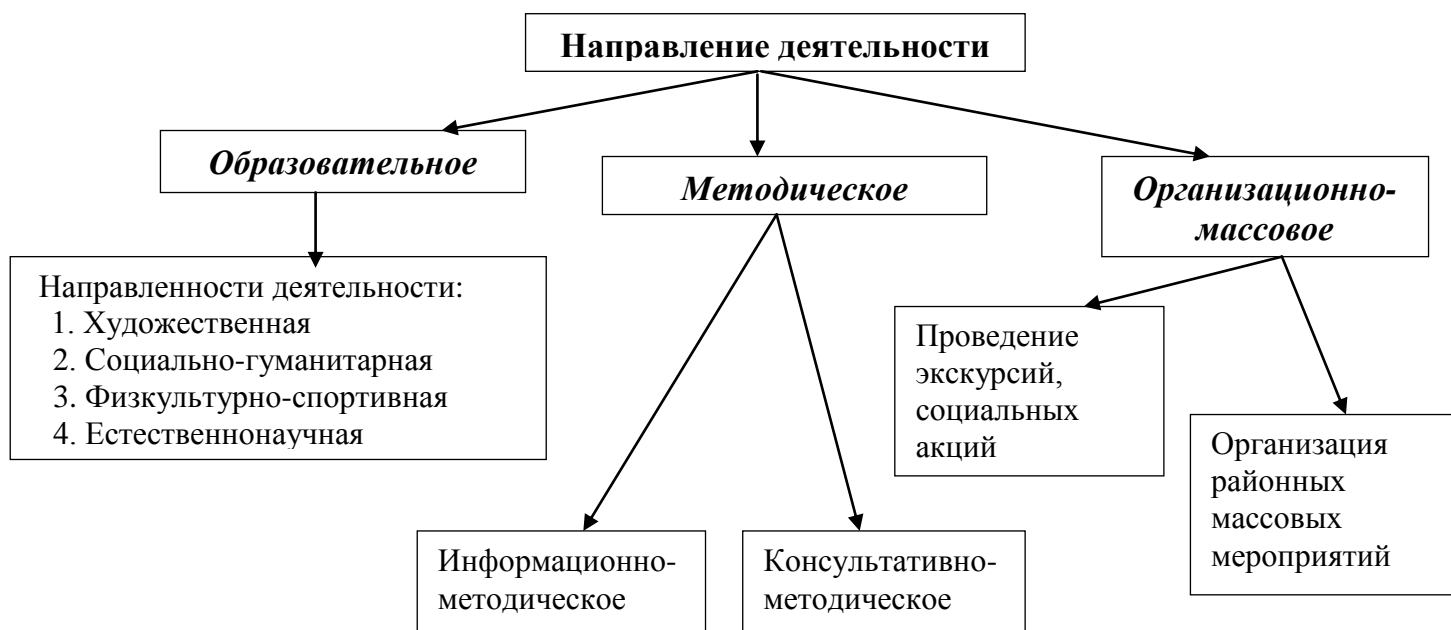 Направление деятельности
Образовательное
Методическое
Организационно-
массовое
Направленности деятельности:
1. Художественная
2. Социально-гуманитарная
3. Физкультурно-спортивная
4. Естественнонаучная
Проведение
экскурсий,
социальных
акций
Организация
районных
массовых
мероприятий
Информационно-
методическое
Консультативно-
методическое